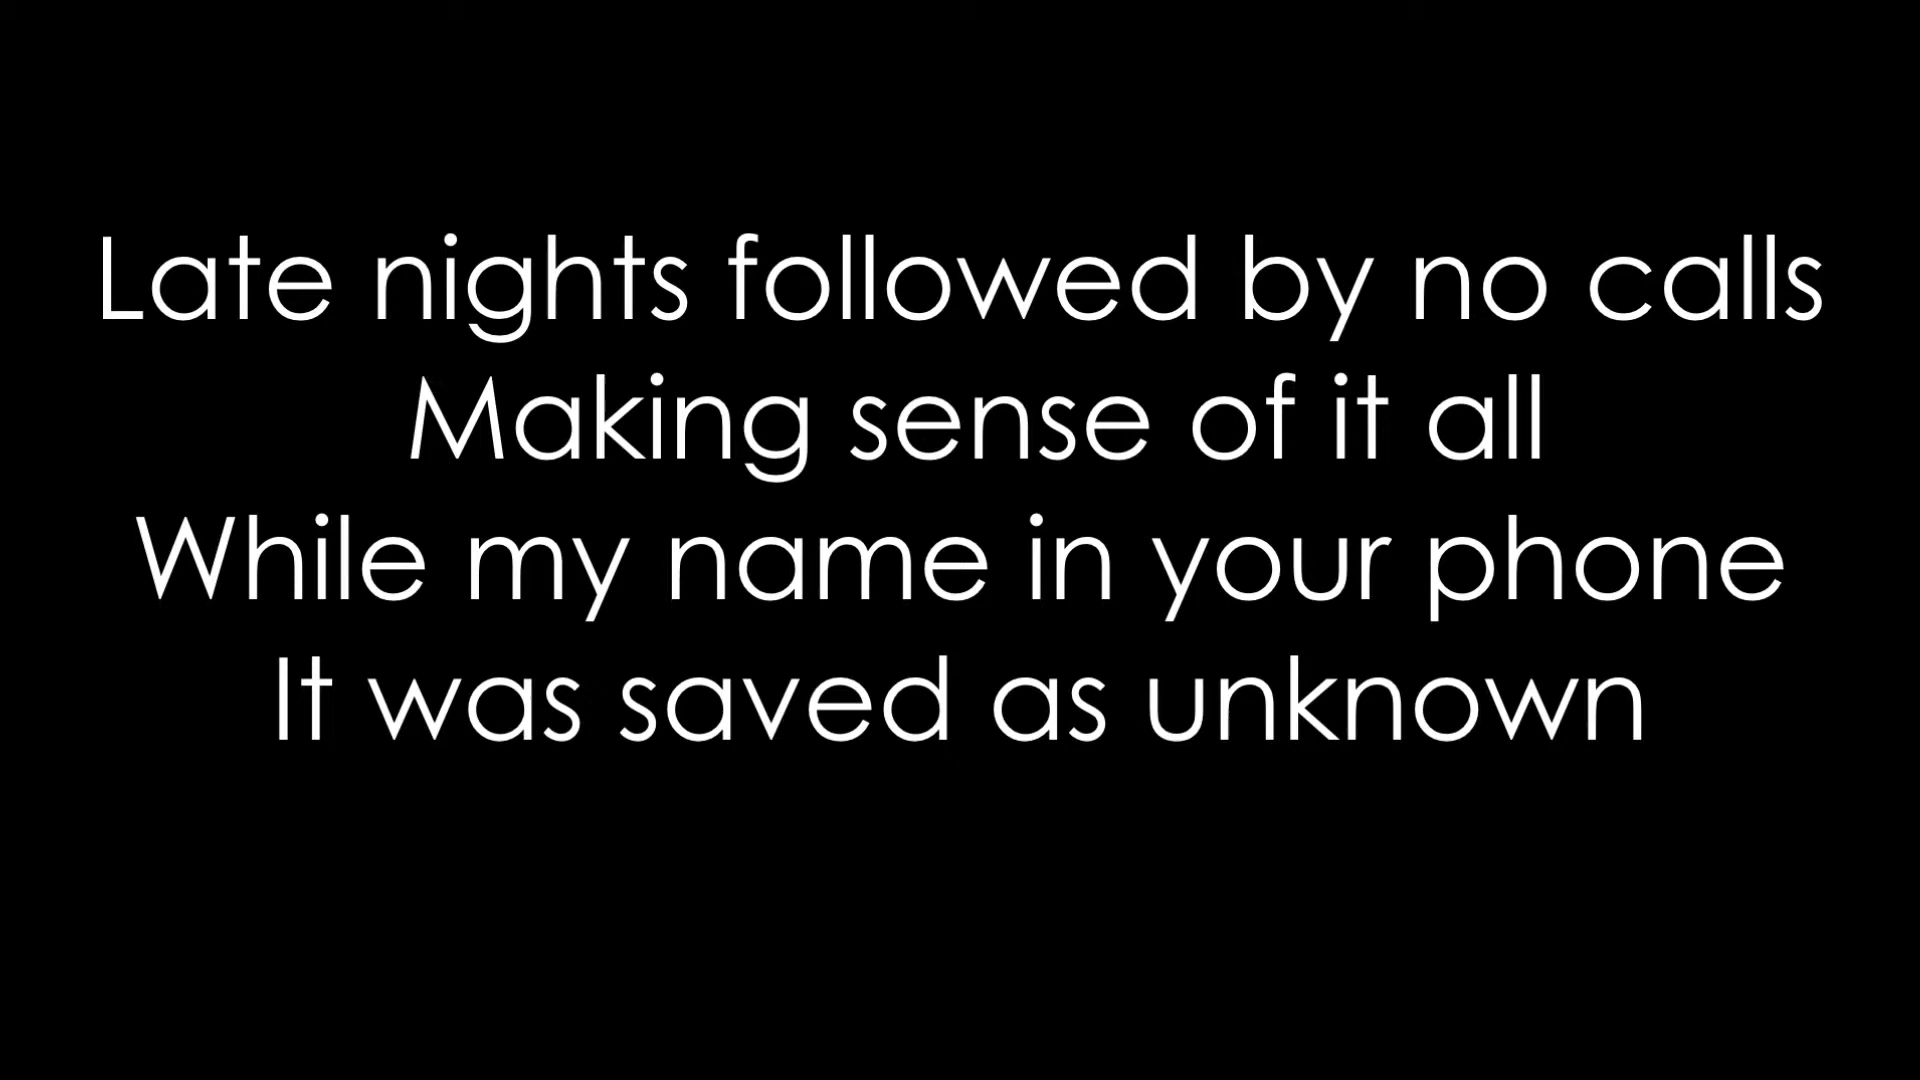 Late nights followed by no calls
Making sense of it all
While my name in your phone
It was saved as unknown